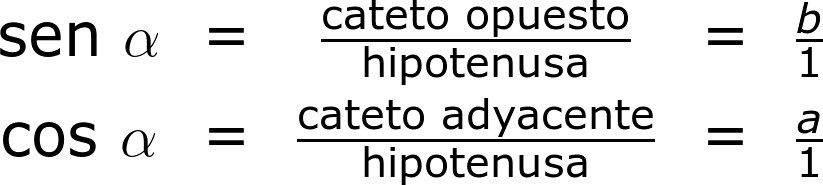 sen α = cateto opuesto / hipotenusa = b / 1
cos α = cateto adyacente / hipotenusa = a / 1